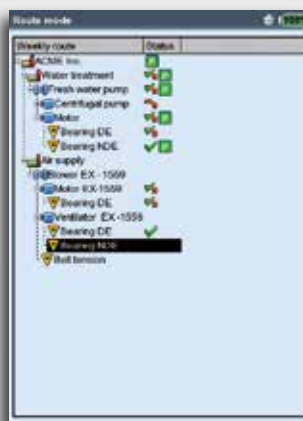 Route mode
Weekly route Status
ACME Inc.
Water treatment
Fresh water pump
Centrifugal pump
Motor
Bearing DE
Bearing NDE
Air supply
Blower EX - 1559
Motor EX-1559
Bearing DE
Ventilator EX -1559
Bearing DE
Bearing NDE
Belt tension